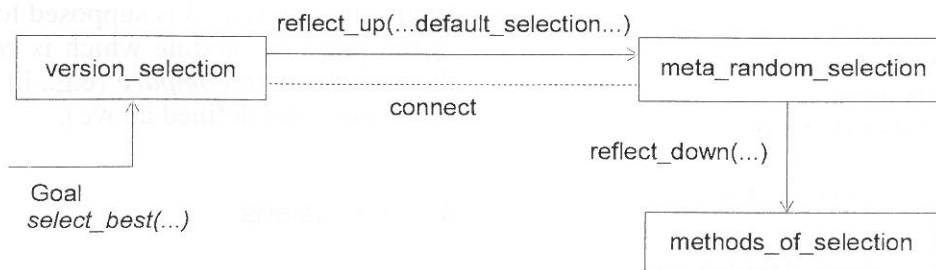 reflect_up(...default_selection...)
version_selection
meta_random_selection
connect
reflect_down(...)
Goal
select_best(...)
methods_of_selection